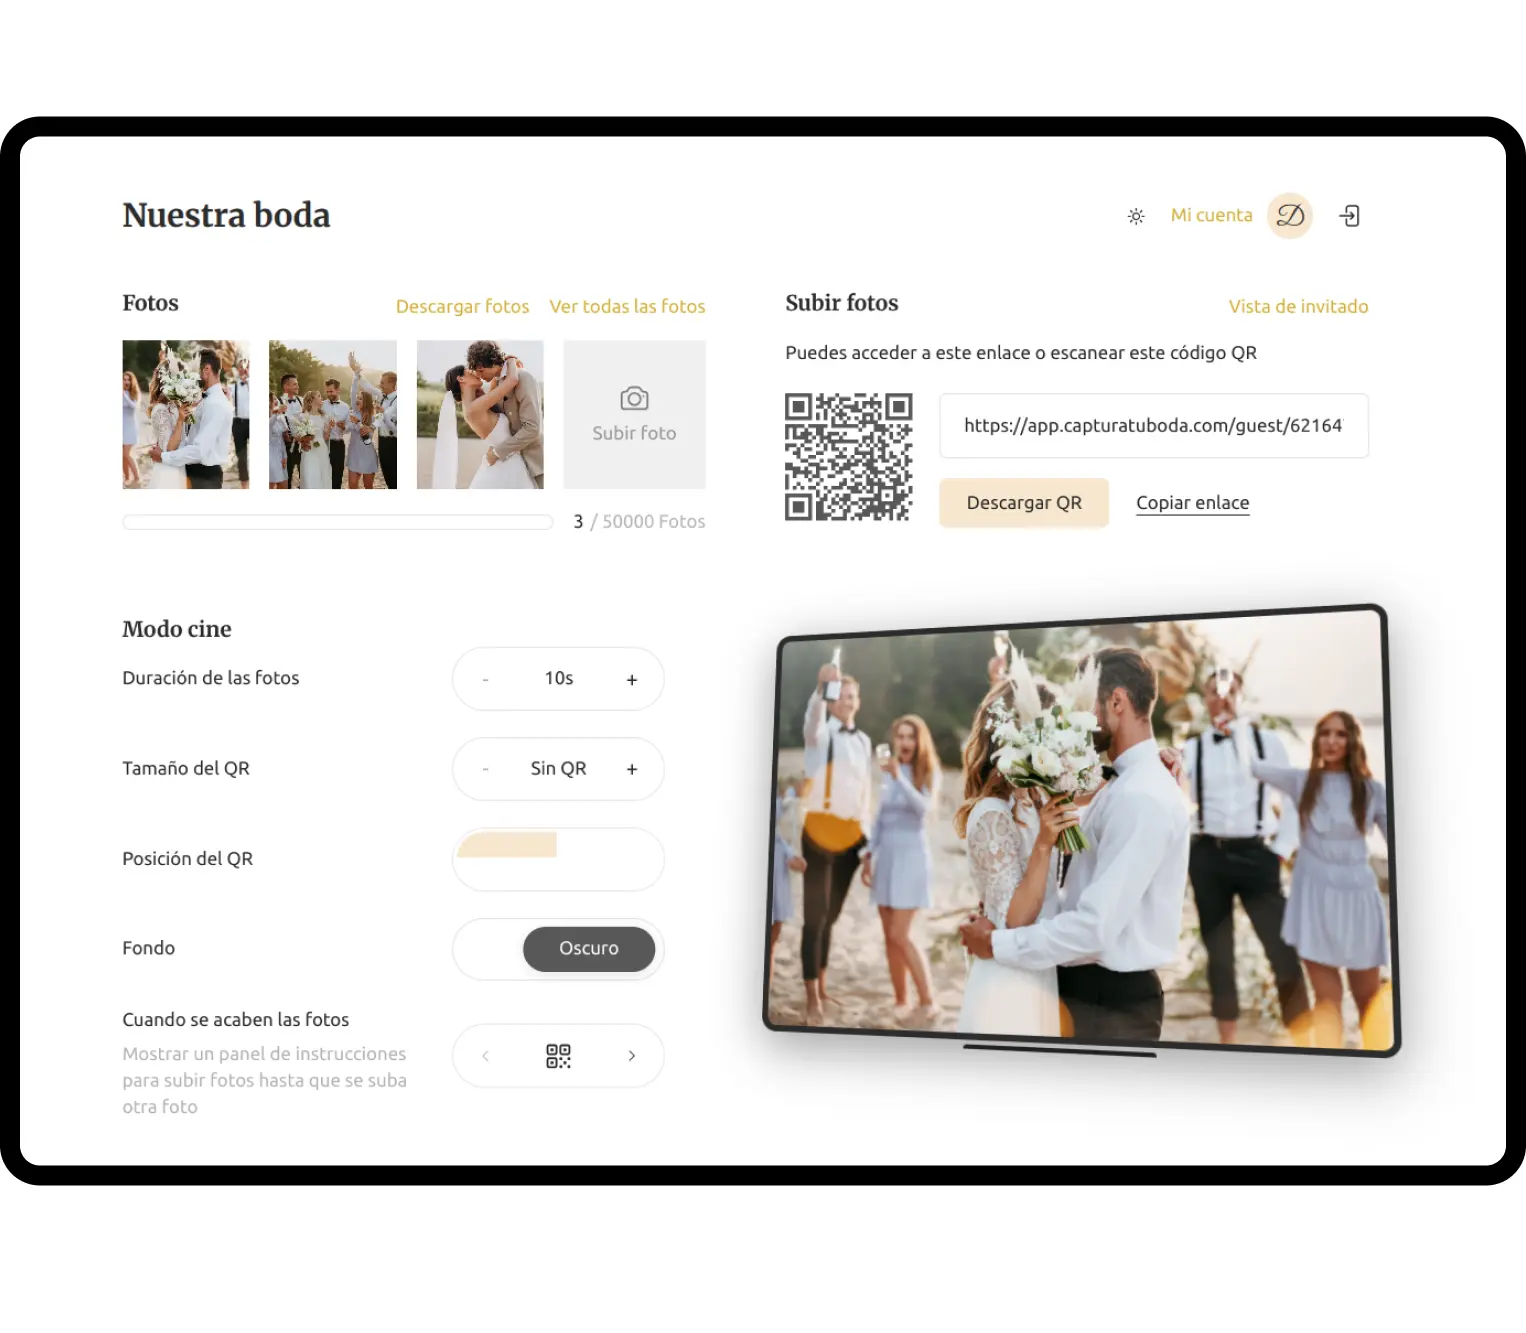 Nuestra boda
Mi cuenta
D
Fotos
Descargar fotos
Ver todas las fotos
Subir foto
3 / 50000 Fotos
Subir fotos
Vista de invitado
Puedes acceder a este enlace o escanear este código QR
https://app.capturatuboda.com/guest/62164
Descargar QR
Copiar enlace
Modo cine
Duración de las fotos
- 10s +
Tamaño del QR
- Sin QR +
Posición del QR
Fondo
Oscuro
Cuando se acaben las fotos
Mostrar un panel de instrucciones
para subir fotos hasta que se suba
otra foto